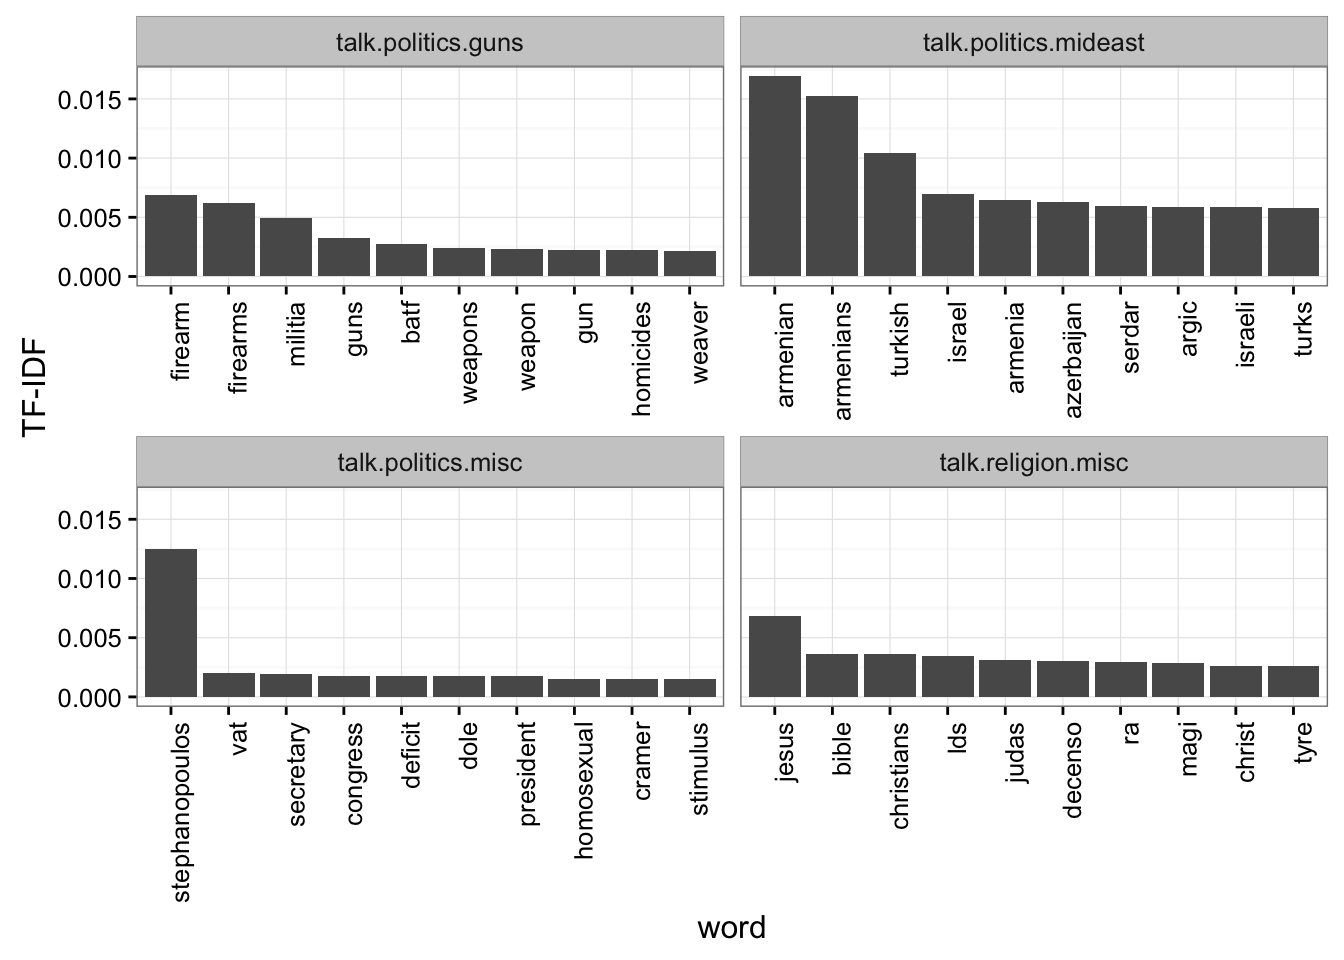 talk.politics.guns
talk.politics.mideast
0.015
0.010
0.005
0.000
firearm
firearms
militia
guns
batf
weapons
weapon
gun
homicides
weaver
armenian
armenians
turkish
israel
armenia
azerbaijan
serdar
argic
israeli
turks
TF-IDF
talk.politics.misc
talk.religion.misc
0.015
0.010
0.005
0.000
stephanopoulos
vat
secretary
congress
deficit
dole
president
homosexual
cramer
stimulus
jesus
bible
christians
lds
judas
decenso
ra
magi
christ
tyre
word